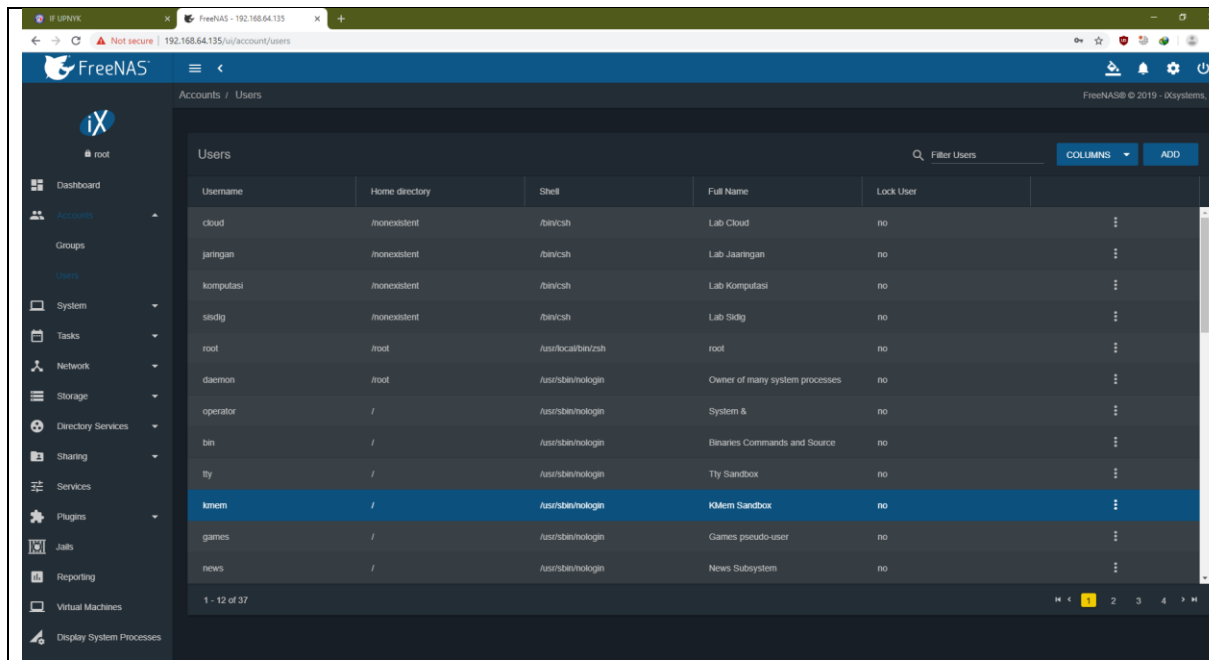 IF UPNYK
FreeNAS - 192.168.64.135
Not secure 192.168.64.135/ui/account/users
FreeNAS
Accounts / Users
FreeNAS® © 2019 - iXsystems,
iX
root
Dashboard
Accounts
Groups
Users
System
Tasks
Network
Storage
Directory Services
Sharing
Services
Plugins
Jails
Reporting
Virtual Machines
Display System Processes
Users
Filter Users
COLUMNS
ADD
Username Home directory Shell Full Name Lock User
cloud /nonexistent /bin/csh Lab Cloud no
jaringan /nonexistent /bin/csh Lab Jaaringan no
komputasi /nonexistent /bin/csh Lab Komputasi no
sisdig /nonexistent /bin/csh Lab Sidig no
root /root /usr/local/bin/zsh root no
daemon /root /usr/sbin/nologin Owner of many system processes no
operator / /usr/sbin/nologin System & no
bin / /usr/sbin/nologin Binaries Commands and Source no
tty / /usr/sbin/nologin Tty Sandbox no
kmem / /usr/sbin/nologin KMem Sandbox no
games / /usr/sbin/nologin Games pseudo-user no
news / /usr/sbin/nologin News Subsystem no
1 - 12 of 37
1 2 3 4